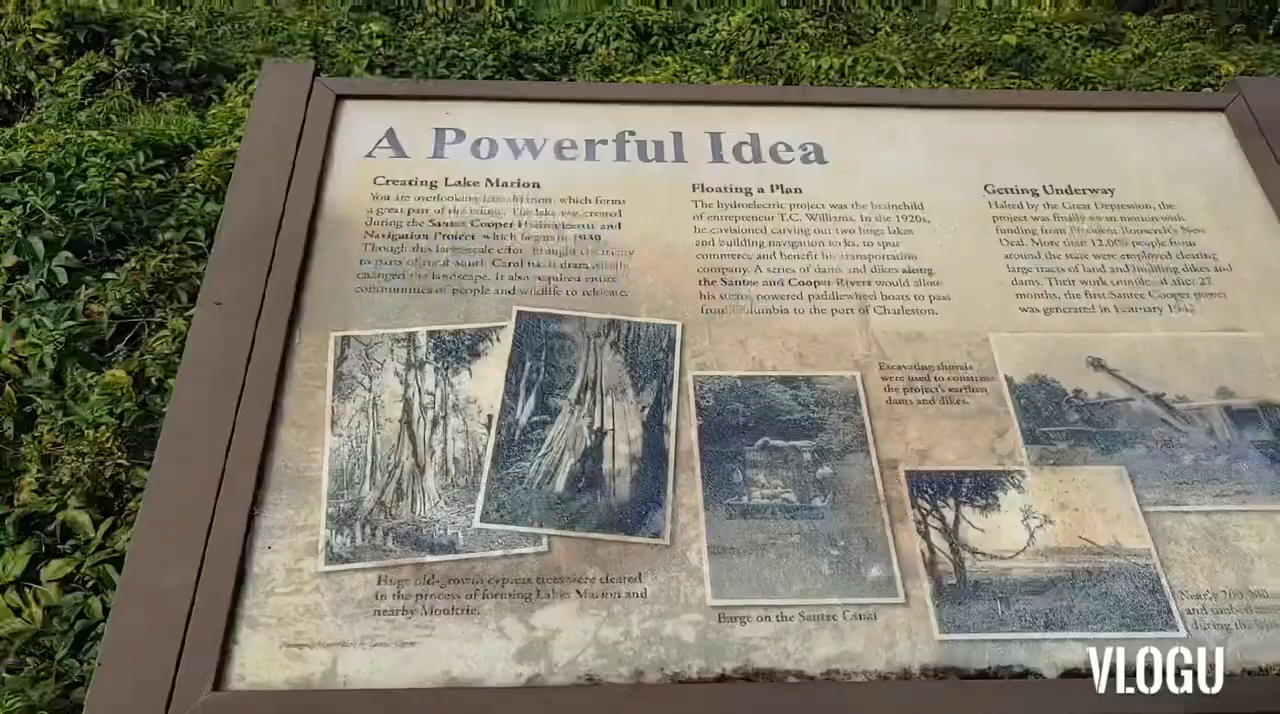 A Powerful Idea
Creating Lake Marion
You are overlooking Lake Marion, which forms
a great part of the The lake was created
during the Santee Cooper Hydroelectric and
Navigation Project which began in 1939.
Though this large-scale effort brought electricity
to parts of rural South Carolina, it dramatically
changed the landscape. It also required entire
communities of people and wildlife to relocate.
Floating a Plan
The hydroelectric project was the brainchild
of entrepreneur T.C. Williams. In the 1920s,
he envisioned carving out two huge lakes
and building navigation locks, to spur
commerce and benefit his transportation
company. A series of dams and dikes along
the Santee and Cooper Rivers would allow
his steam powered paddlewheel boats to pass
from Columbia to the port of Charleston.
Getting Underway
Halted by the Great Depression, the
project was finally set in motion with
funding from President Roosevelt's New
Deal. More than 12,000 people from
around the state were employed clearing
large tracts of land and building dikes and
dams. Their work after 27
months, the first Santee Cooper power
was generated in February 1942
Excavating shovels
were used to construct
the project's earthen
dams and dikes.
Huge old-growth cypress trees were cleared
in the process of forming Lakes Marion and
nearby Moultrie.
Barge on the Santee Canal
Nearly
and
during the
VLOGU